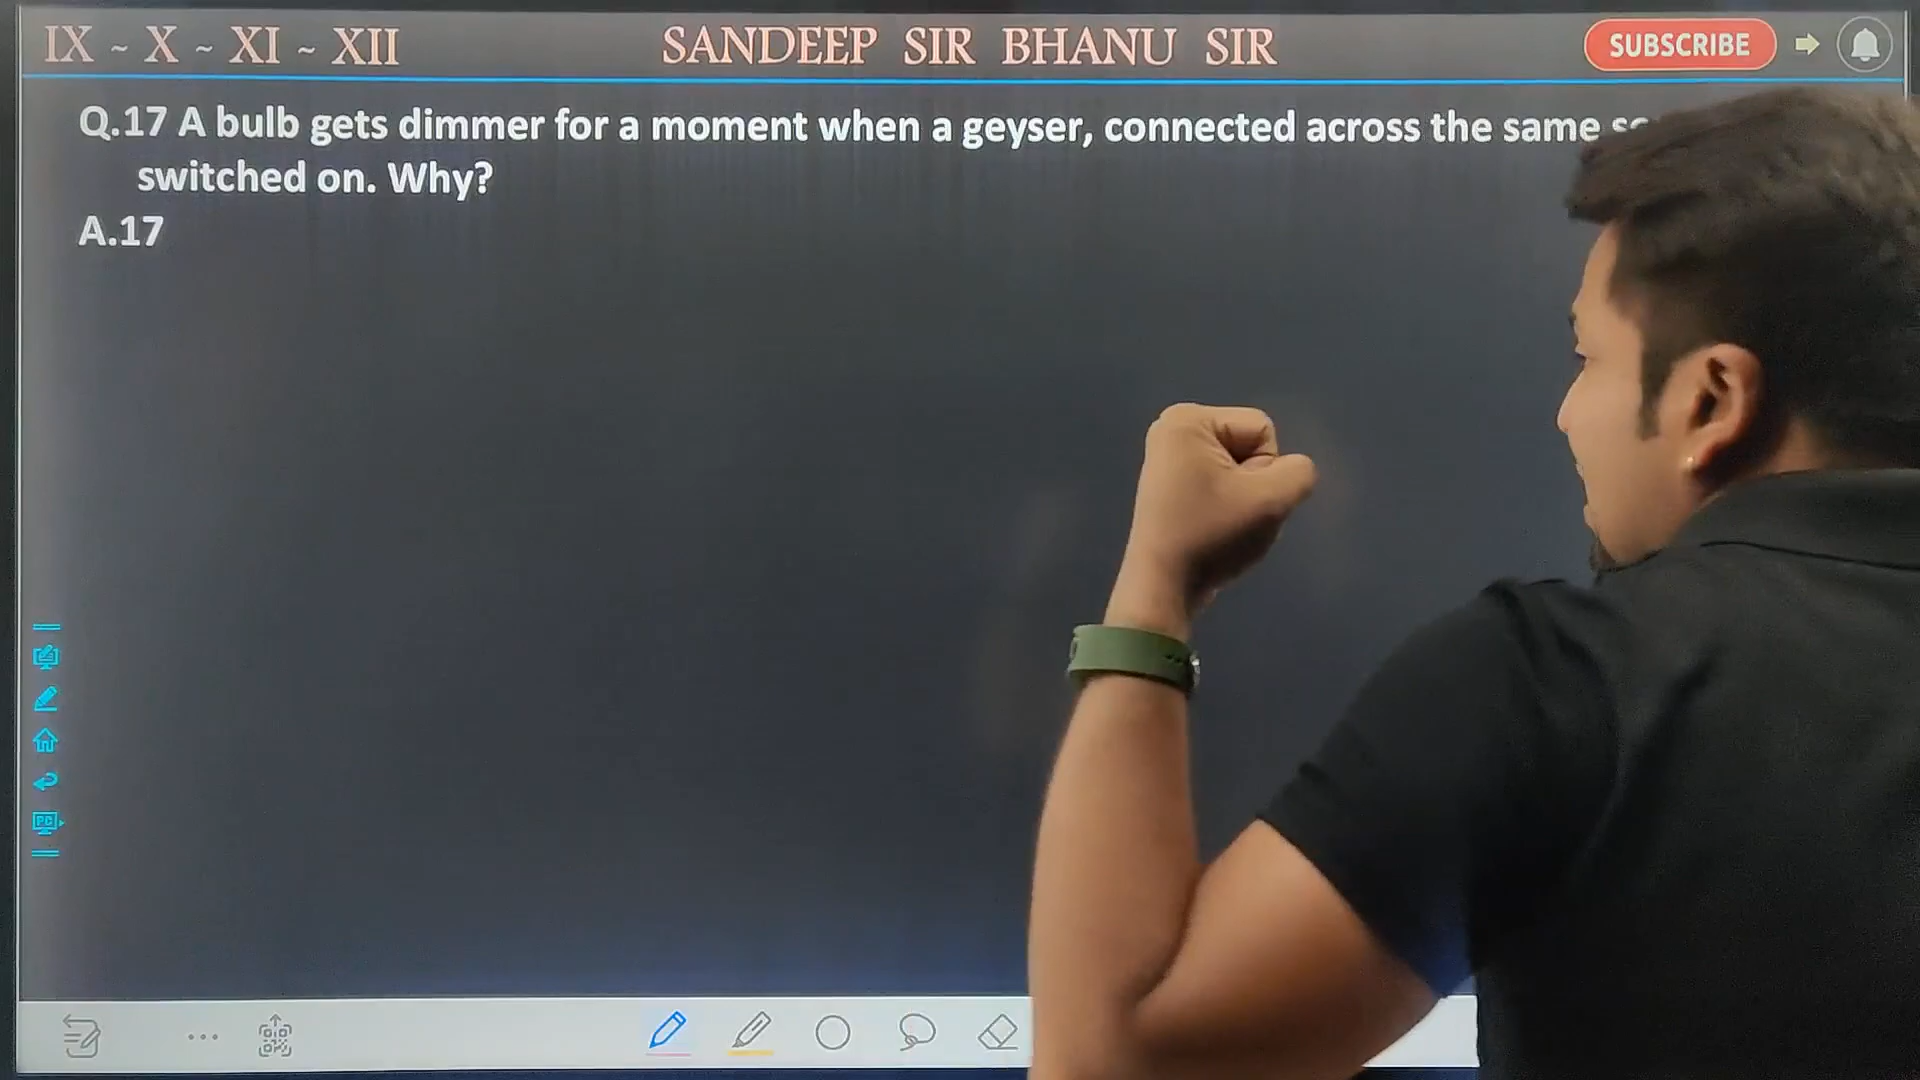 IX ~ X ~ XI ~ XII SANDEEP SIR BHANU SIR SUBSCRIBE
Q.17 A bulb gets dimmer for a moment when a geyser, connected across the same
switched on. Why?
A.17
PC